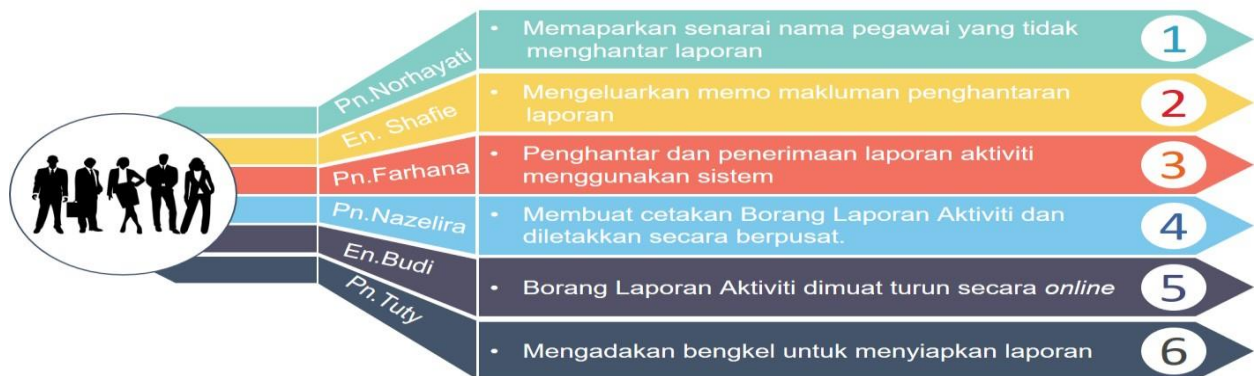 Pn.Norhayati
• Memaparkan senarai nama pegawai yang tidak
menghantar laporan
1
En. Shafie
• Mengeluarkan memo makluman penghantaran
laporan
2
Pn.Farhana
• Penghantar dan penerimaan laporan aktiviti
menggunakan sistem
3
Pn.Nazelira
• Membuat cetakan Borang Laporan Aktiviti dan
diletakkan secara berpusat.
4
En.Budi
• Borang Laporan Aktiviti dimuat turun secara online
5
Pn.Tuty
• Mengadakan bengkel untuk menyiapkan laporan
6